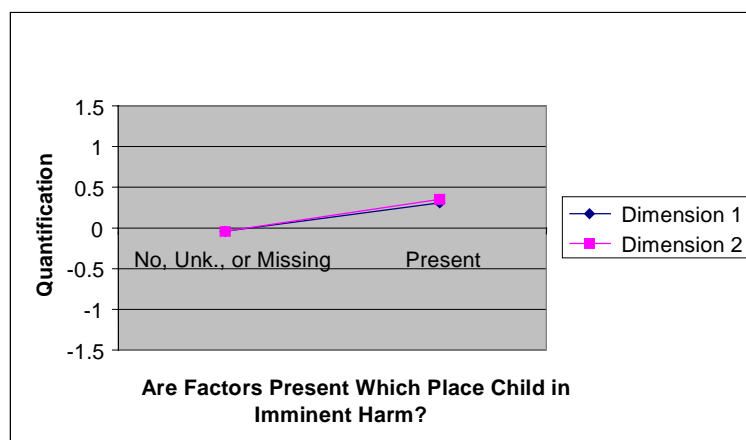 1.5
1
0.5
0
-0.5
-1
-1.5
Quantification
No, Unk., or Missing
Present
Are Factors Present Which Place Child in
Imminent Harm?
Dimension 1
Dimension 2